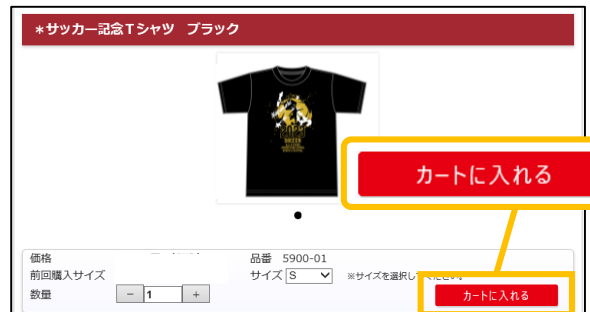 *サッカー記念Tシャツ ブラック
2023
SOCCER
カートに入れる
価格
品番 5900-01
前回購入サイズ
サイズ S
※サイズを選択し
数量
- 1 +
カートに入れる